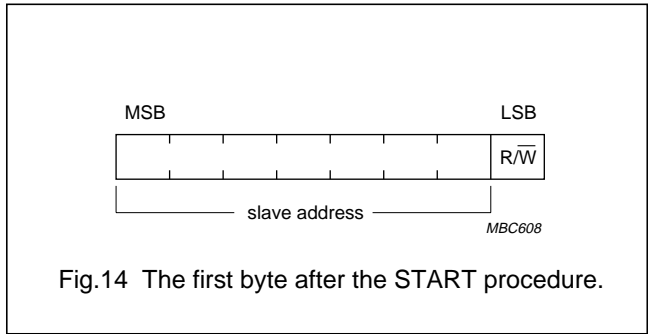 MSB LSB
R/W̅
slave address
MBC608
Fig.14 The first byte after the START procedure.